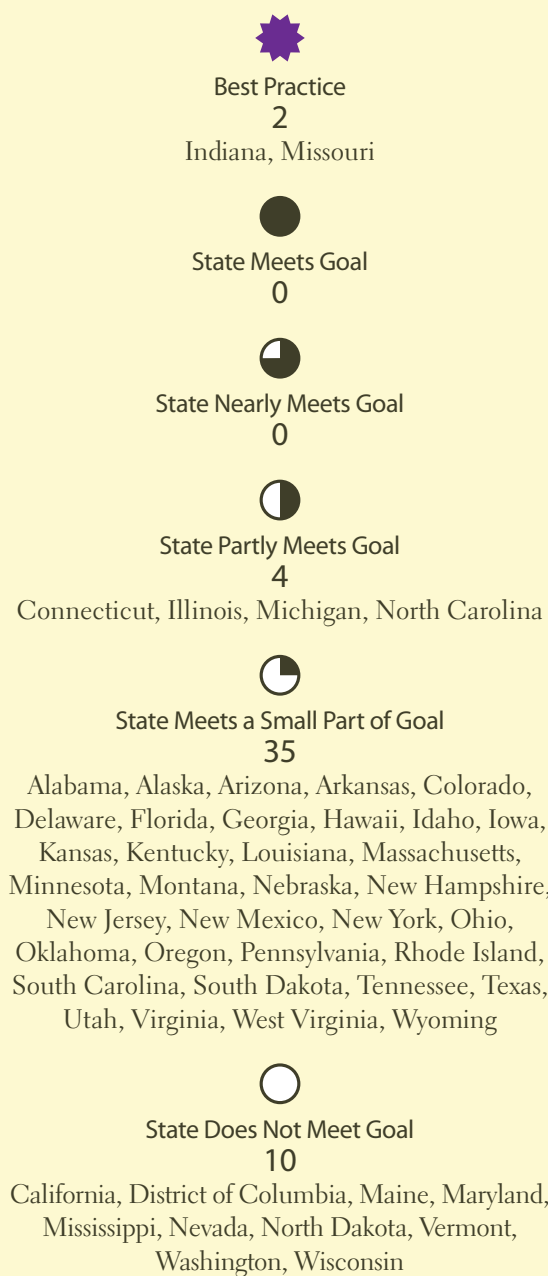 Best Practice
2
Indiana, Missouri
State Meets Goal
0
State Nearly Meets Goal
0
State Partly Meets Goal
4
Connecticut, Illinois, Michigan, North Carolina
State Meets a Small Part of Goal
35
Alabama, Alaska, Arizona, Arkansas, Colorado,
Delaware, Florida, Georgia, Hawaii, Idaho, Iowa,
Kansas, Kentucky, Louisiana, Massachusetts,
Minnesota, Montana, Nebraska, New Hampshire,
New Jersey, New Mexico, New York, Ohio,
Oklahoma, Oregon, Pennsylvania, Rhode Island,
South Carolina, South Dakota, Tennessee, Texas,
Utah, Virginia, West Virginia, Wyoming
State Does Not Meet Goal
10
California, District of Columbia, Maine, Maryland,
Mississippi, Nevada, North Dakota, Vermont,
Washington, Wisconsin